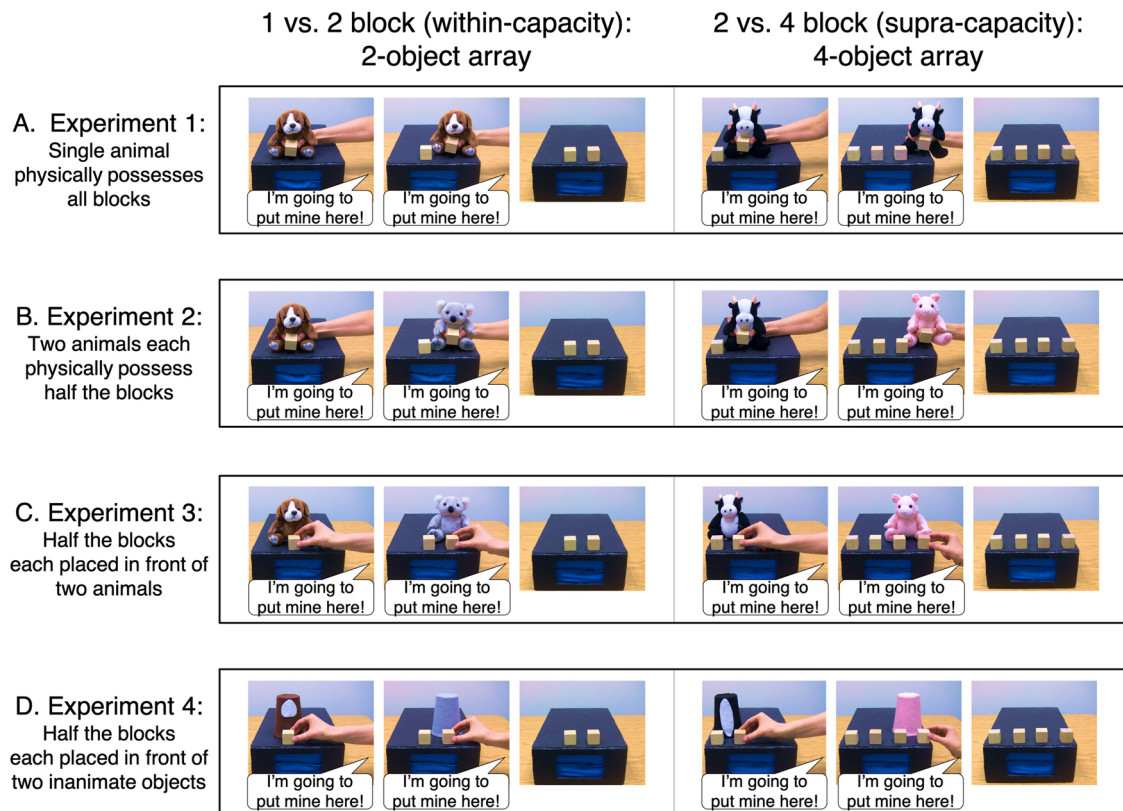 1 vs. 2 block (within-capacity):
2-object array
2 vs. 4 block (supra-capacity):
4-object array
A. Experiment 1:
Single animal
physically possesses
all blocks
I'm going to
put mine here!
I'm going to
put mine here!
I'm going to
put mine here!
I'm going to
put mine here!
B. Experiment 2:
Two animals each
physically possess
half the blocks
I'm going to
put mine here!
I'm going to
put mine here!
I'm going to
put mine here!
I'm going to
put mine here!
C. Experiment 3:
Half the blocks
each placed in front of
two animals
I'm going to
put mine here!
I'm going to
put mine here!
I'm going to
put mine here!
I'm going to
put mine here!
D. Experiment 4:
Half the blocks
each placed in front of
two inanimate objects
I'm going to
put mine here!
I'm going to
put mine here!
I'm going to
put mine here!
I'm going to
put mine here!